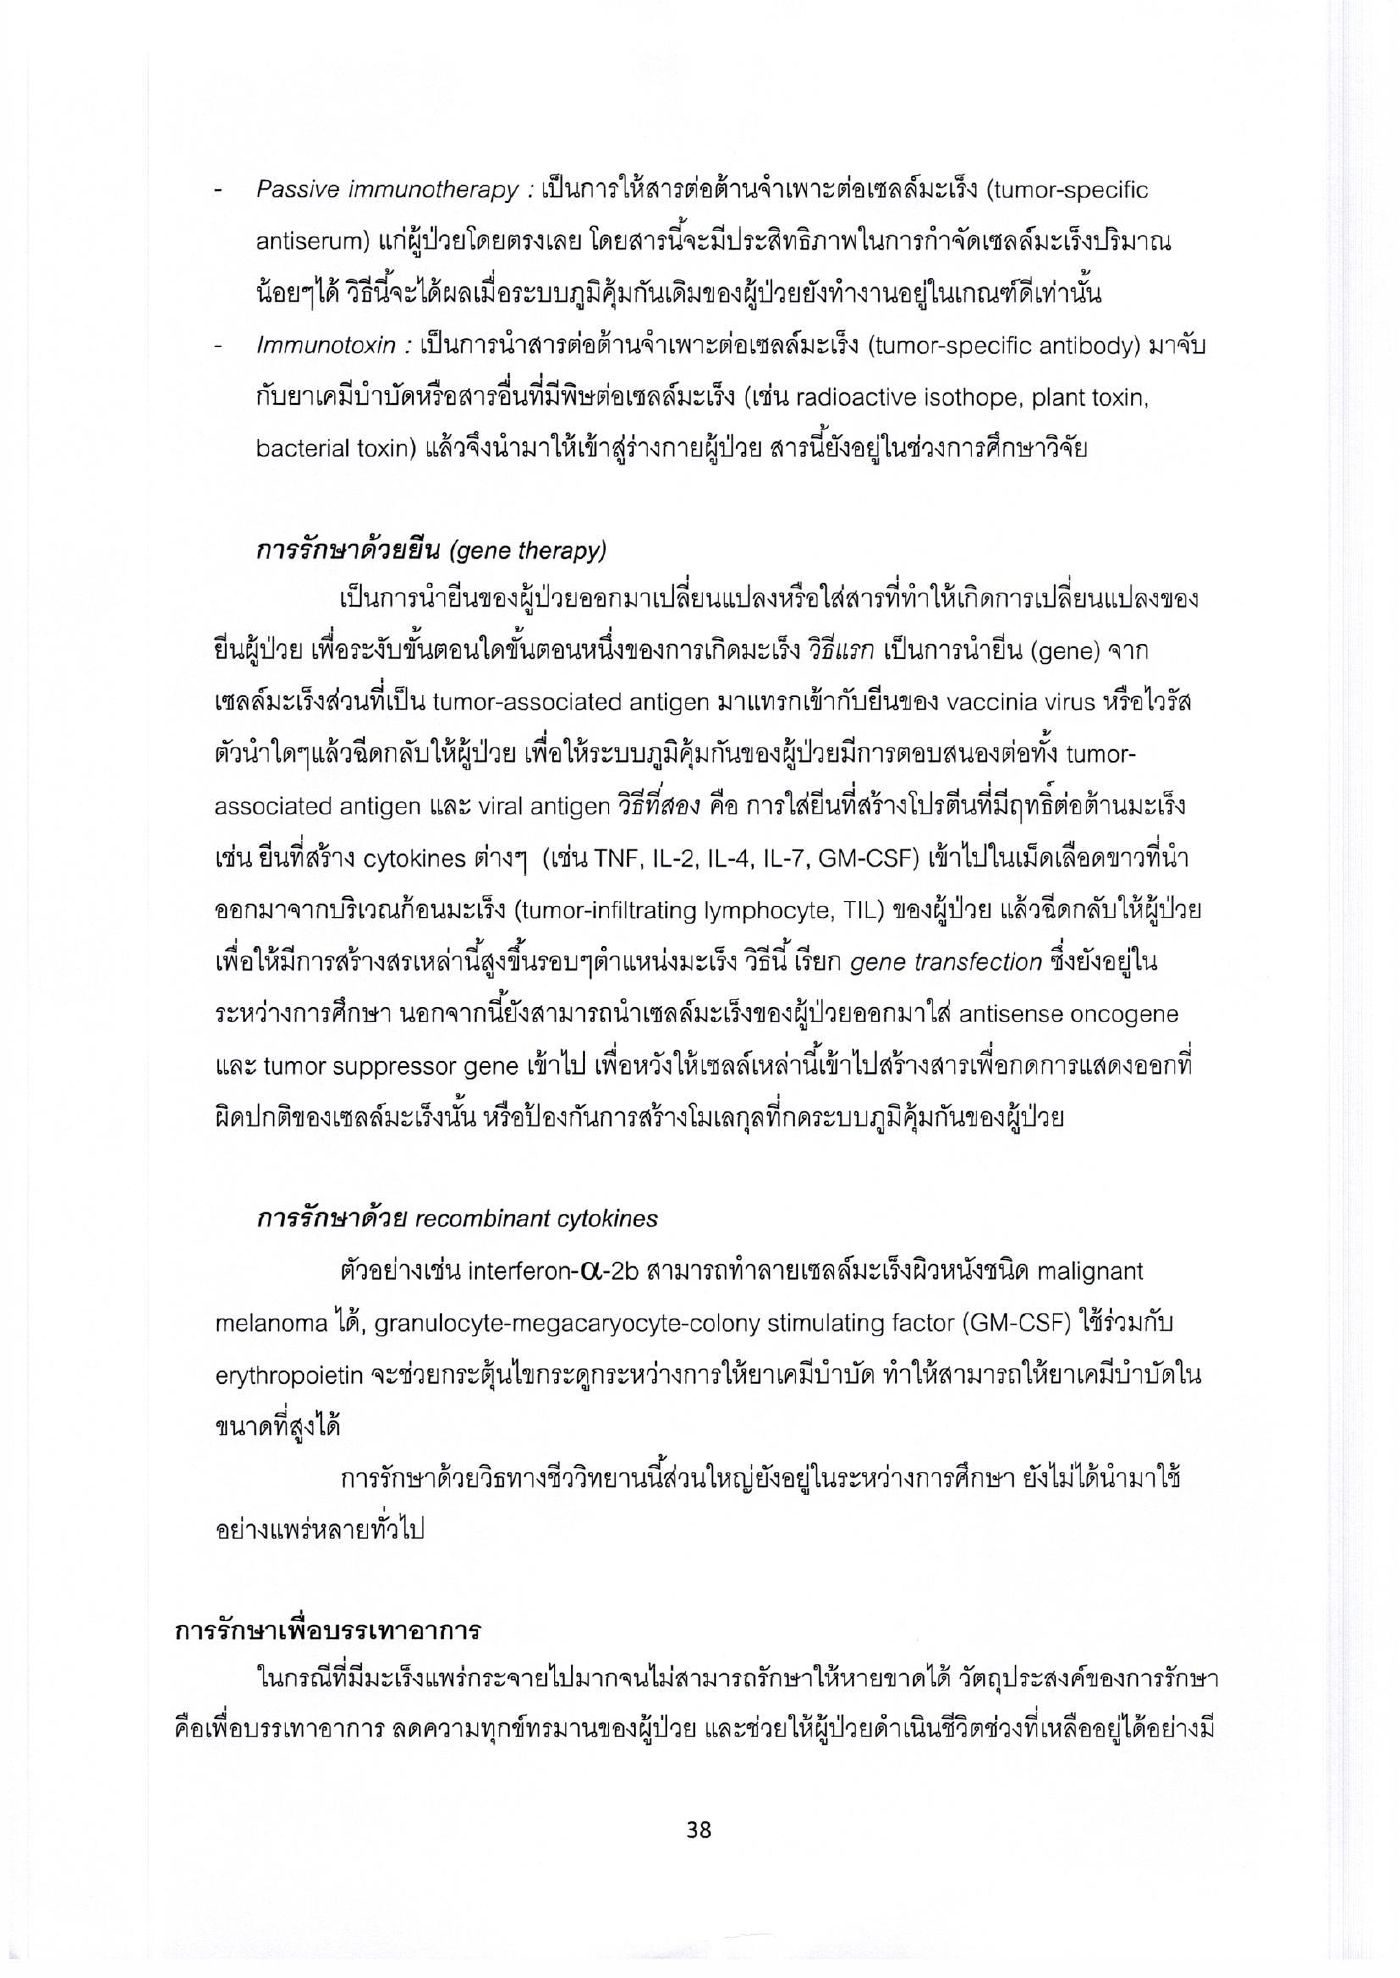 - Passive immunotherapy : เป็นการให้สารต่อต้านจำเพาะต่อเซลล์มะเร็ง (tumor-specific
antiserum) แก่ผู้ป่วยโดยตรงเลย โดยสารนี้จะมีประสิทธิภาพในการกำจัดเซลล์มะเร็งปริมาณ
น้อยๆได้ วิธีนี้จะได้ผลเมื่อระบบภูมิคุ้มกันเดิมของผู้ป่วยยังทำงานอยู่ในเกณฑ์ดีเท่านั้น
- Immunotoxin : เป็นการนำสารต่อต้านจำเพาะต่อเซลล์มะเร็ง (tumor-specific antibody) มาจับ
กับยาเคมีบำบัดหรือสารอื่นที่มีพิษต่อเซลล์มะเร็ง (เช่น radioactive isothope, plant toxin,
bacterial toxin) แล้วจึงนำมาให้เข้าสู่ร่างกายผู้ป่วย สารนี้ยังอยู่ในช่วงการศึกษาวิจัย
การรักษาด้วยยีน (gene therapy)
เป็นการนำยีนของผู้ป่วยออกมาเปลี่ยนแปลงหรือใส่สารที่ทำให้เกิดการเปลี่ยนแปลงของ
ยีนผู้ป่วย เพื่อระงับขั้นตอนใดขั้นตอนหนึ่งของการเกิดมะเร็ง วิธีแรก เป็นการนำยีน (gene) จาก
เซลล์มะเร็งส่วนที่เป็น tumor-associated antigen มาแทรกเข้ากับยีนของ vaccinia virus หรือไวรัส
ตัวนำใดๆแล้วฉีดกลับให้ผู้ป่วย เพื่อให้ระบบภูมิคุ้มกันของผู้ป่วยมีการตอบสนองต่อทั้ง tumor-
associated antigen และ viral antigen วิธีที่สอง คือ การใส่ยีนที่สร้างโปรตีนที่มีฤทธิ์ต่อต้านมะเร็ง
เช่น ยีนที่สร้าง cytokines ต่างๆ (เช่น TNF, IL-2, IL-4, IL-7, GM-CSF) เข้าไปในเม็ดเลือดขาวที่นำ
ออกมาจากบริเวณก้อนมะเร็ง (tumor-infiltrating lymphocyte, TIL) ของผู้ป่วย แล้วฉีดกลับให้ผู้ป่วย
เพื่อให้มีการสร้างสรเหล่านี้สูงขึ้นรอบๆตำแหน่งมะเร็ง วิธีนี้ เรียก gene transfection ซึ่งยังอยู่ใน
ระหว่างการศึกษา นอกจากนี้ยังสามารถนำเซลล์มะเร็งของผู้ป่วยออกมาใส่ antisense oncogene
และ tumor suppressor gene เข้าไป เพื่อหวังให้เซลล์เหล่านี้เข้าไปสร้างสารเพื่อกดการแสดงออกที่
ผิดปกติของเซลล์มะเร็งนั้น หรือป้องกันการสร้างโมเลกุลที่กดระบบภูมิคุ้มกันของผู้ป่วย
การรักษาด้วย recombinant cytokines
ตัวอย่างเช่น interferon-α-2b สามารถทำลายเซลล์มะเร็งผิวหนังชนิด malignant
melanoma ได้, granulocyte-megacaryocyte-colony stimulating factor (GM-CSF) ใช้ร่วมกับ
erythropoietin จะช่วยกระตุ้นไขกระดูกระหว่างการให้ยาเคมีบำบัด ทำให้สามารถให้ยาเคมีบำบัดใน
ขนาดที่สูงได้
การรักษาด้วยวิธทางชีววิทยานนี้ส่วนใหญ่ยังอยู่ในระหว่างการศึกษา ยังไม่ได้นำมาใช้
อย่างแพร่หลายทั่วไป
การรักษาเพื่อบรรเทาอาการ
ในกรณีที่มีมะเร็งแพร่กระจายไปมากจนไม่สามารถรักษาให้หายขาดได้ วัตถุประสงค์ของการรักษา
คือเพื่อบรรเทาอาการ ลดความทุกข์ทรมานของผู้ป่วย และช่วยให้ผู้ป่วยดำเนินชีวิตช่วงที่เหลืออยู่ได้อย่างมี
38